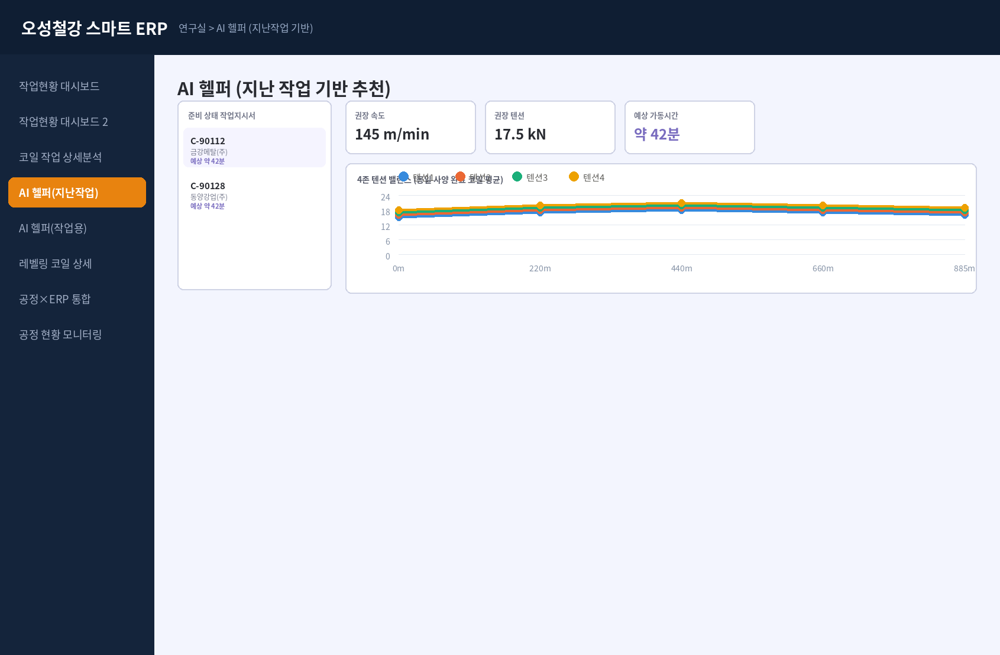 오성철강 스마트 ERP
연구실 > AI 헬퍼 (지난작업 기반)
작업현황 대시보드
작업현황 대시보드 2
코일 작업 상세분석
AI 헬퍼(지난작업)
AI 헬퍼(작업용)
레벨링 코일 상세
공정×ERP 통합
공정 현황 모니터링
AI 헬퍼 (지난 작업 기반 추천)
준비 상태 작업지시서
C-90112
금강메탈(주)
예상 약 42분
C-90128
동양강업(주)
예상 약 42분
권장 속도
145 m/min
권장 텐션
17.5 kN
예상 가동시간
약 42분
4존 텐션 밸런스 (동일 사양 완료 코일 평균)
텐션1
텐션2
텐션3
텐션4
24
18
12
6
0
0m
220m
440m
660m
885m